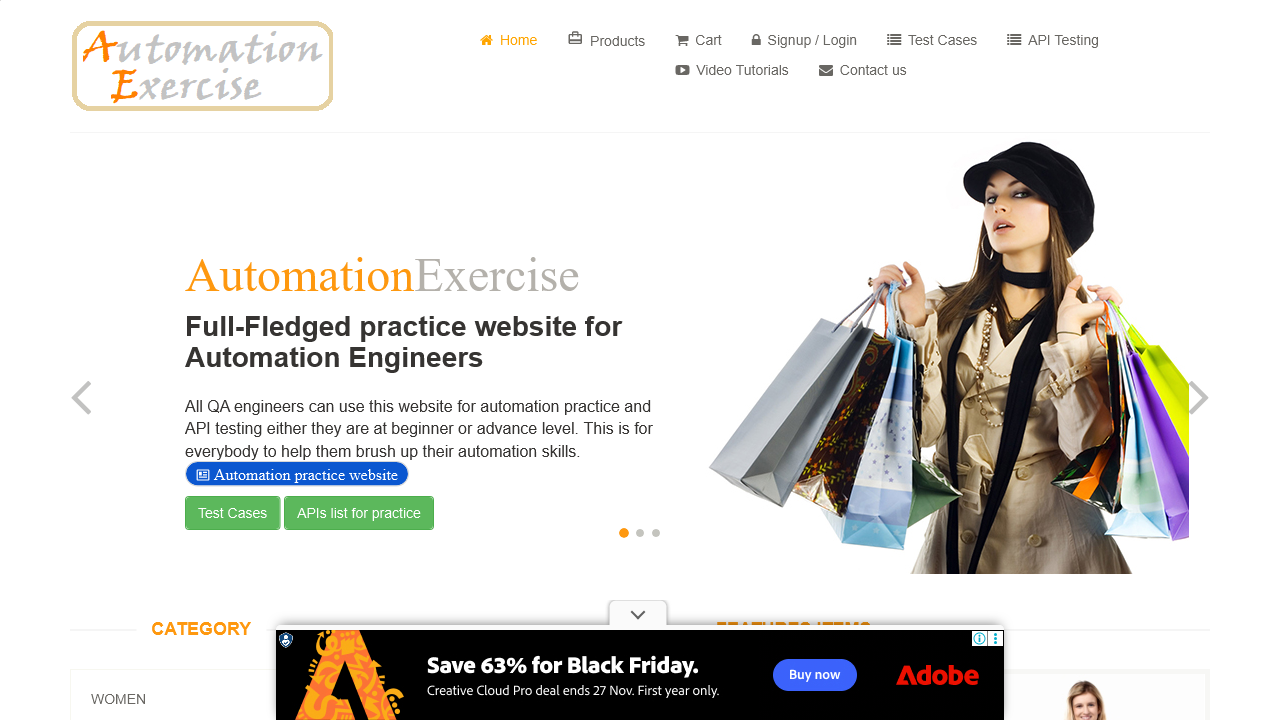 Automation
Exercise
Home
Products
Cart
Signup / Login
Test Cases
API Testing
Video Tutorials
Contact us
AutomationExercise
Full-Fledged practice website for
Automation Engineers
All QA engineers can use this website for automation practice and
API testing either they are at beginner or advance level. This is for
everybody to help them brush up their automation skills.
Automation practice website
Test Cases
APIs list for practice
CATEGORY
FEATURES ITEMS
WOMEN
Save 63% for Black Friday.
Creative Cloud Pro deal ends 27 Nov. First year only.
Buy now
Adobe